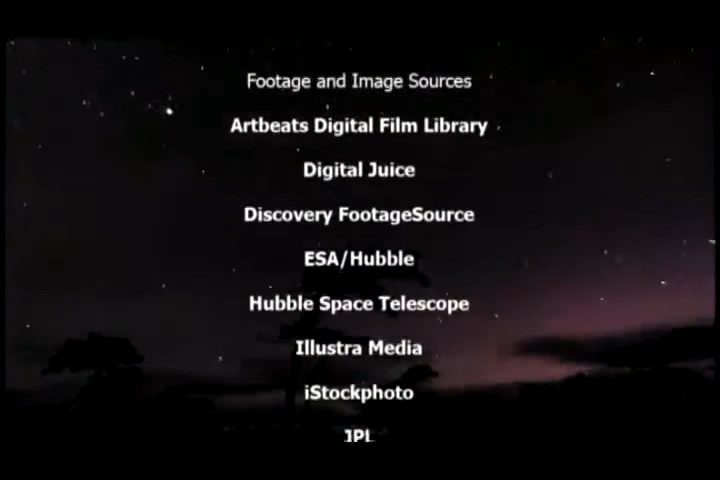 Footage and Image Sources
Artbeats Digital Film Library
Digital Juice
Discovery FootageSource
ESA/Hubble
Hubble Space Telescope
Illustra Media
iStockphoto
JPL